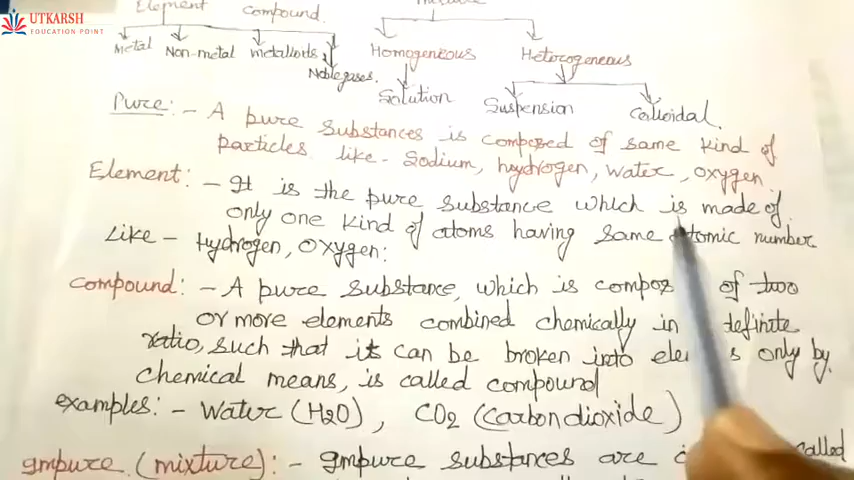 UTKARSH
EDUCATION POINT
Element Compound Mixture
Metal Non-metal metalloids Noble gases.
Homogeneous Heterogeneous
Solution Suspension Colloidal.
Pure:- A pure substances is composed of same kind of
particles like- Sodium, hydrogen, water, oxygen.
Element:- It is the pure substance which is made of
only one kind of atoms having same atomic number
Like- Hydrogen, Oxygen:
compound:- A pure substance, which is compos of two
or more elements combined chemically in definite
ratio, such that it can be broken into ele s only by
chemical means, is called compound
examples:- Water (H2O), CO2 (Carbondioxide)
Impure (mixture):- Impure substances are called